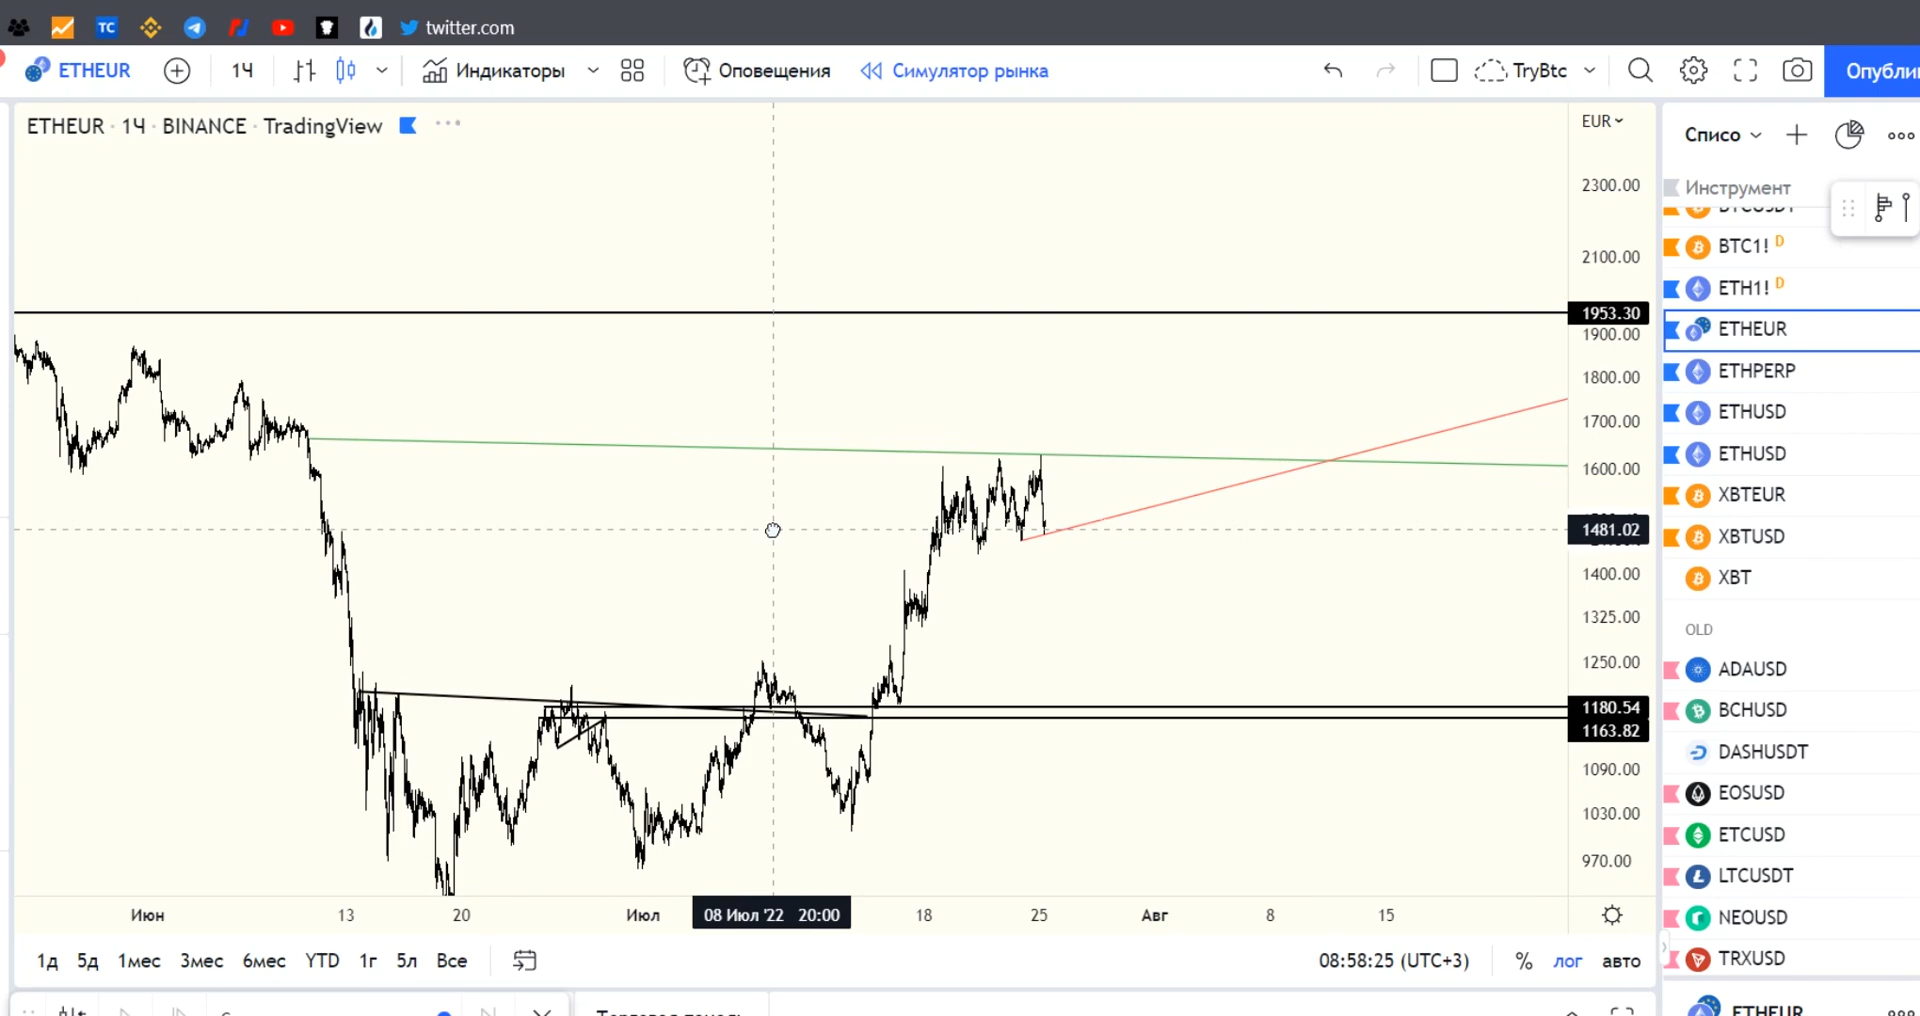 TC
twitter.com
ETHEUR
1Ч
Индикаторы
Оповещения
Симулятор рынка
TryBtc
Опубли
ETHEUR · 1Ч · BINANCE · TradingView
EUR
2300.00
2100.00
1953.30
1900.00
1800.00
1700.00
1600.00
1481.02
1400.00
1325.00
1250.00
1180.54
1163.82
1090.00
1030.00
970.00
Июн
13
20
Июл
08 Июл '22 20:00
18
25
Авг
8
15
1д
5д
1мес
3мес
6мес
YTD
1г
5л
Все
08:58:25 (UTC+3)
%
лог
авто
Списо
Инструмент
BTC1! D
ETH1! D
ETHEUR
ETHPERP
ETHUSD
ETHUSD
XBTEUR
XBTUSD
XBT
OLD
ADAUSD
BCHUSD
DASHUSDT
EOSUSD
ETCUSD
LTCUSDT
NEOUSD
TRXUSD
ETHEUR